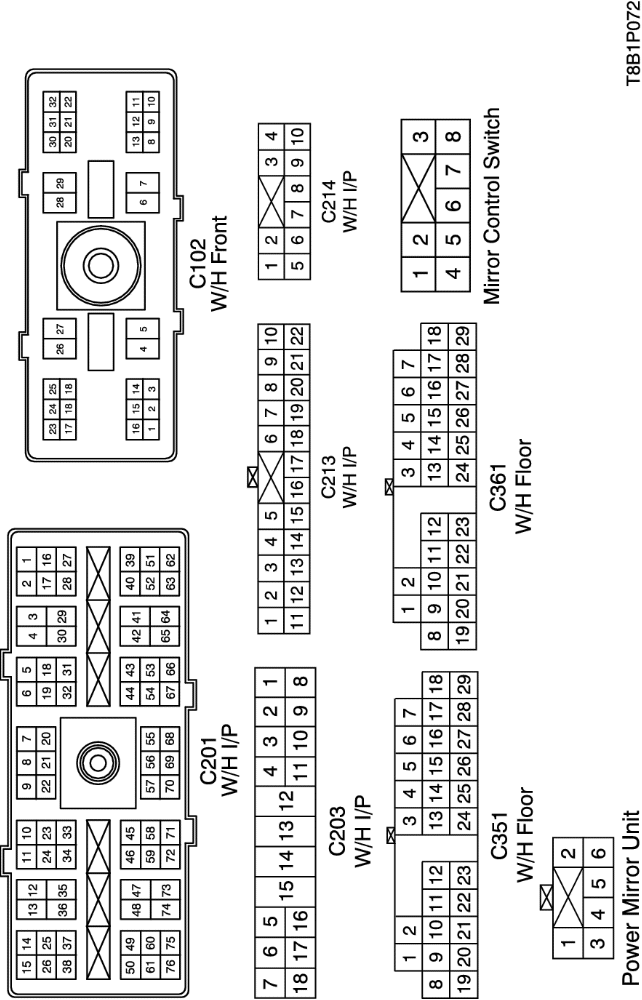 15 14 13 12 11 10 9 8 7 6 5 4 3 2 1
26 25 24 23 22 21 20 19 18 17 16
38 37 36 35 34 33 32 31 30 29 28 27
50 49 48 47 46 45 44 43 42 41 40 39
61 60 59 58 57 56 55 54 53 52 51
76 75 74 73 72 71 70 69 68 67 66 65 64 63 62
C201
W/H I/P
23 24 25 26 27 28 29 30 31 32
17 18 18 20 21 22
16 15 14 4 5 6 7 13 12 11
1 2 3 8 9 10
C102
W/H Front
7 6 5 15 14 13 12 4 3 2 1
18 17 16 11 10 9 8
C203
W/H I/P
1 2 3 4 5 6 7 8 9 10
11 12 13 14 15 16 17 18 19 20 21 22
C213
W/H I/P
1 2 3 4
5 6 7 8 9 10
C214
W/H I/P
1 2 3 4 5 6 7
8 9 10 11 12 13 14 15 16 17 18
19 20 21 22 23 24 25 26 27 28 29
C351
W/H Floor
1 2 3 4 5 6 7
8 9 10 11 12 13 14 15 16 17 18
19 20 21 22 23 24 25 26 27 28 29
C361
W/H Floor
1 2 3
4 5 6 7 8
Mirror Control Switch
1 2
3 4 5 6
Power Mirror Unit
T8B1P072